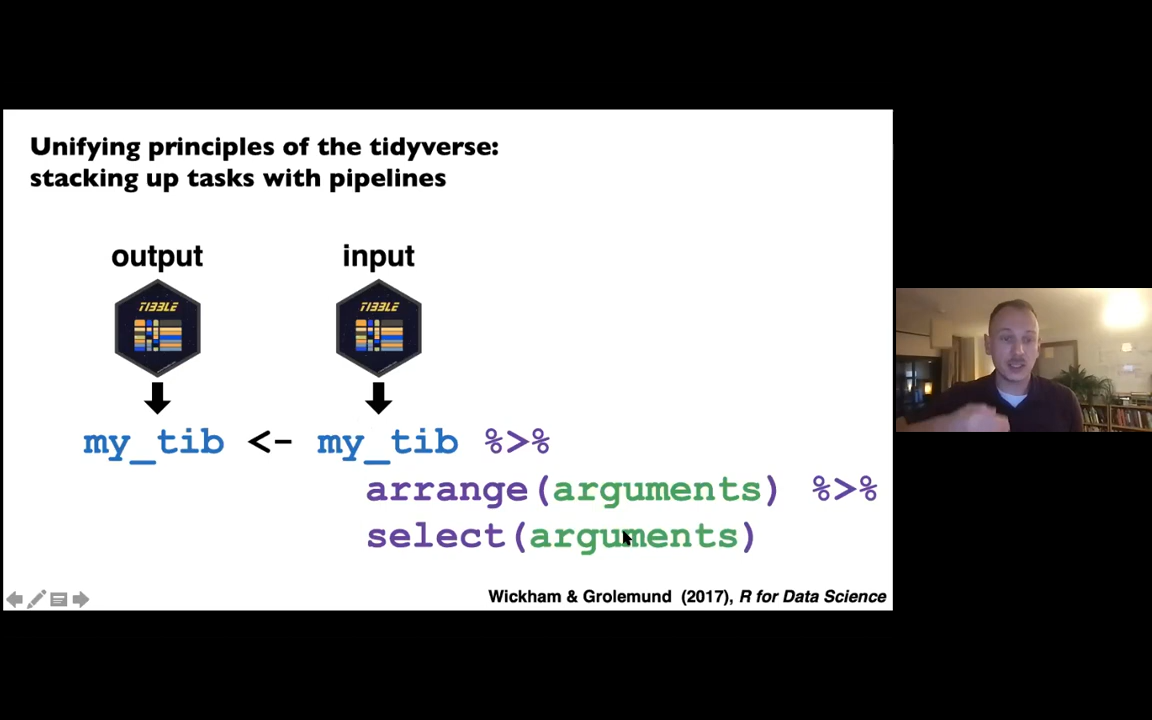 Unifying principles of the tidyverse:
stacking up tasks with pipelines
output input
TIBBLE TIBBLE
my_tib <- my_tib %>%
arrange(arguments) %>%
select(arguments)
Wickham & Grolemund (2017), R for Data Science